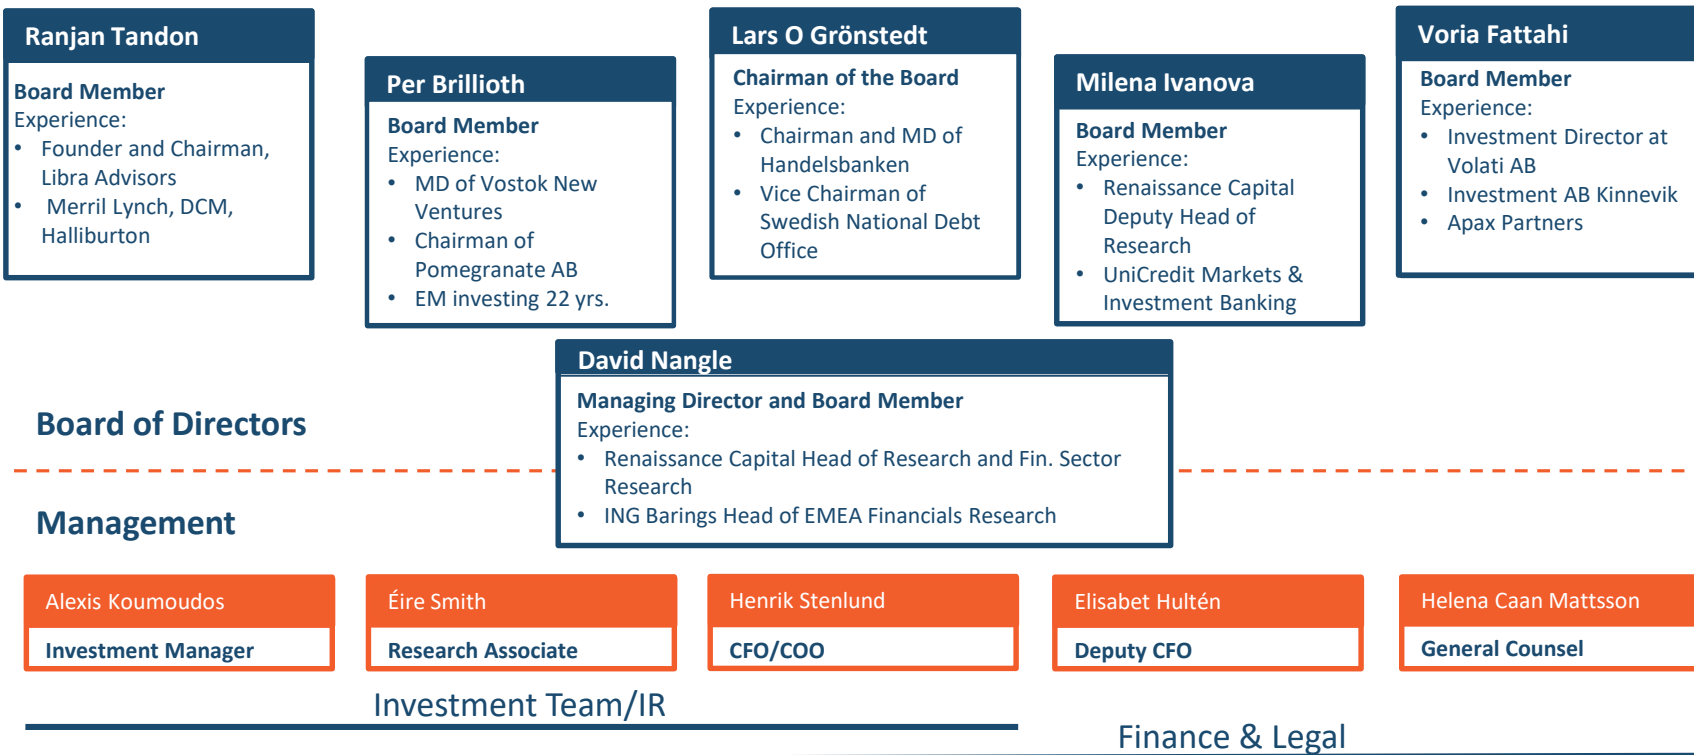 Ranjan Tandon
Board Member
Experience:
• Founder and Chairman,
Libra Advisors
• Merril Lynch, DCM,
Halliburton
Per Brillioth
Board Member
Experience:
• MD of Vostok New
Ventures
• Chairman of
Pomegranate AB
• EM investing 22 yrs.
Lars O Grönstedt
Chairman of the Board
Experience:
• Chairman and MD of
Handelsbanken
• Vice Chairman of
Swedish National Debt
Office
Milena Ivanova
Board Member
Experience:
• Renaissance Capital
Deputy Head of
Research
• UniCredit Markets &
Investment Banking
Voria Fattahi
Board Member
Experience:
• Investment Director at
Volati AB
• Investment AB Kinnevik
• Apax Partners
David Nangle
Managing Director and Board Member
Experience:
• Renaissance Capital Head of Research and Fin. Sector
Research
• ING Barings Head of EMEA Financials Research
Board of Directors
Management
Alexis Koumoudos
Investment Manager
Éire Smith
Research Associate
Henrik Stenlund
CFO/COO
Elisabet Hultén
Deputy CFO
Helena Caan Mattsson
General Counsel
Investment Team/IR
Finance & Legal